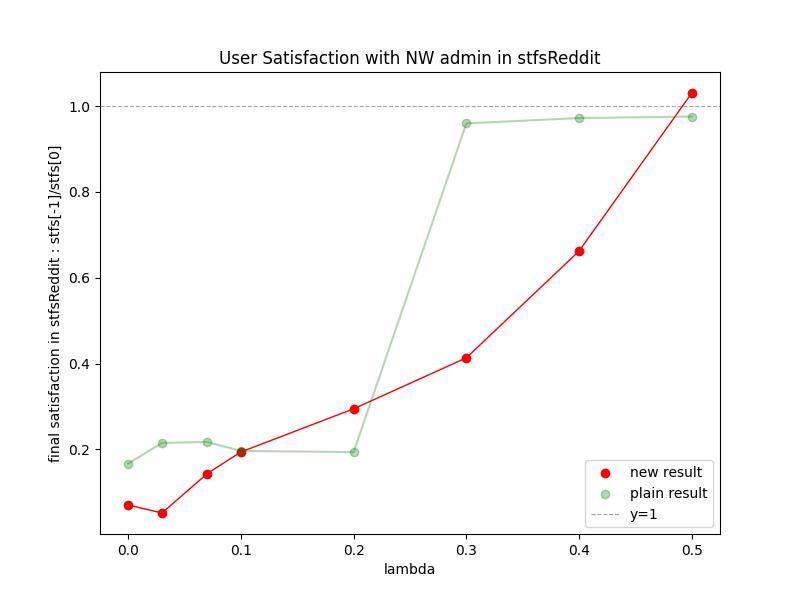 User Satisfaction with NW admin in stfsReddit
final satisfaction in stfsReddit : stfs[-1]/stfs[0]
1.0
0.8
0.6
0.4
0.2
new result
plain result
y=1
0.0 0.1 0.2 0.3 0.4 0.5
lambda